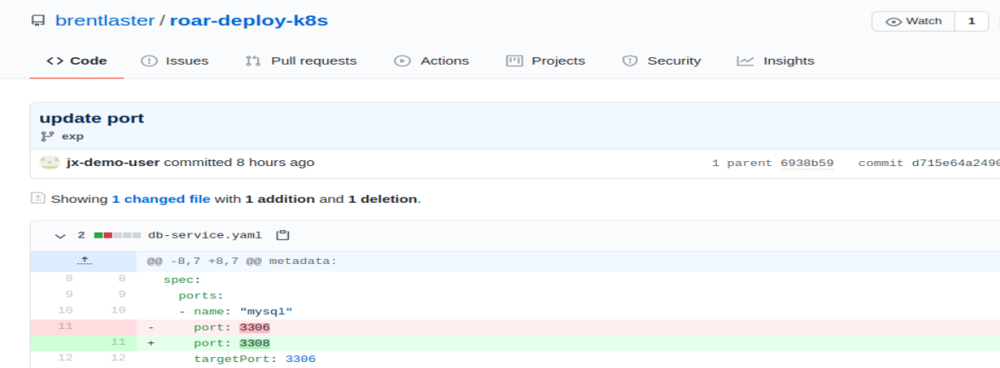 brentlaster / roar-deploy-k8s
Watch 1
Code Issues Pull requests Actions Projects Security Insights
update port
exp
jx-demo-user committed 8 hours ago
1 parent 6938b59 commit d715e64a2490
Showing 1 changed file with 1 addition and 1 deletion.
2 db-service.yaml
@@ -8,7 +8,7 @@ metadata:
8 8 spec:
9 9 ports:
10 10 - name: "mysql"
11 - port: 3306
11 + port: 3308
12 12 targetPort: 3306